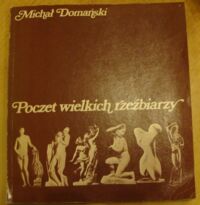 Michał Domański
Poczet wielkich rzeźbiarzy